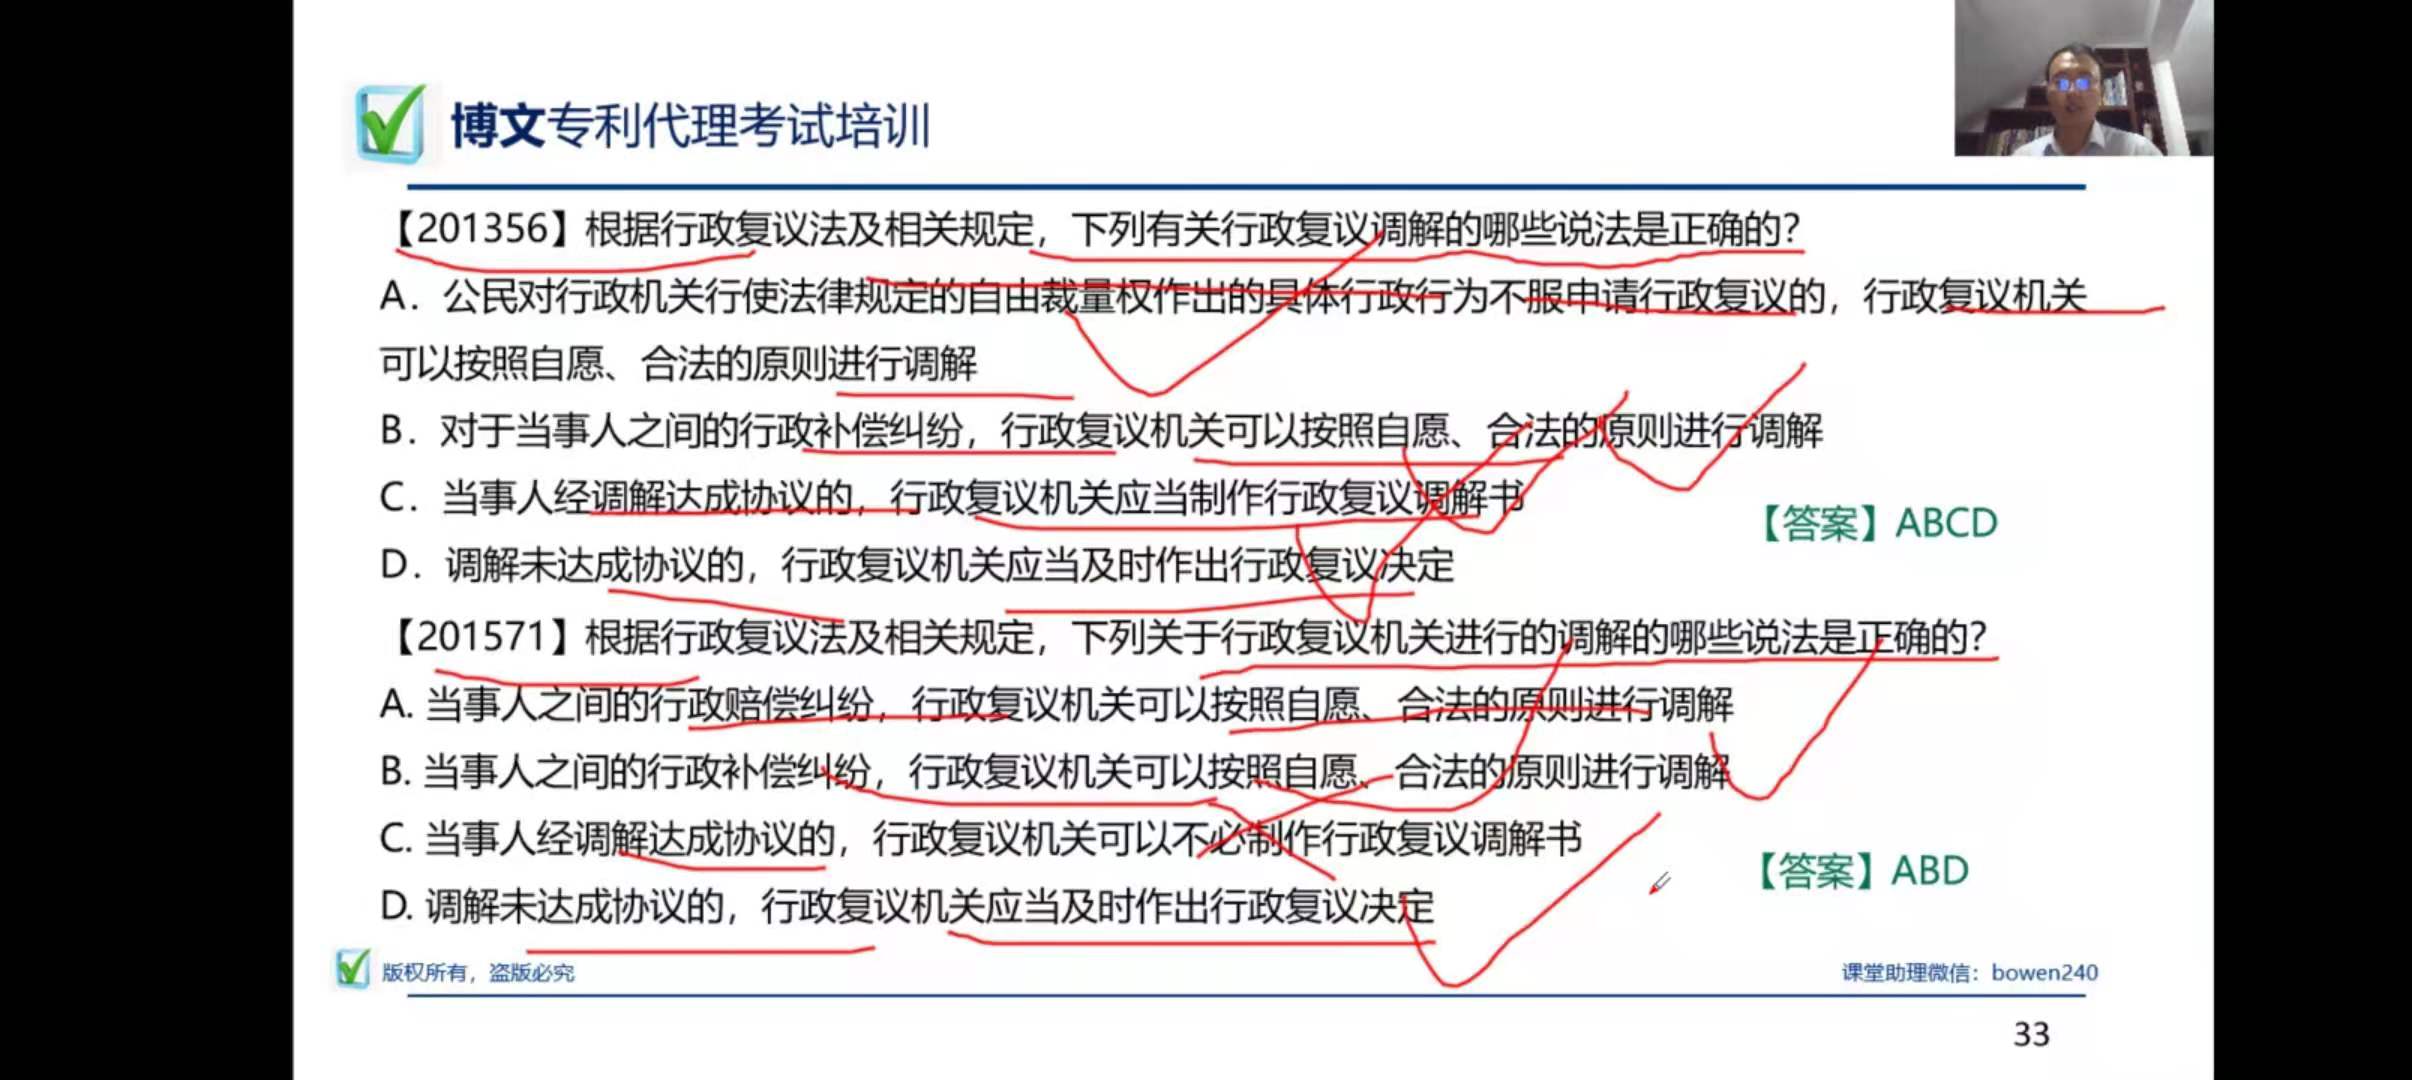 博文专利代理考试培训
【201356】根据行政复议法及相关规定，下列有关行政复议调解的哪些说法是正确的？
A．公民对行政机关行使法律规定的自由裁量权作出的具体行政行为不服申请行政复议的，行政复议机关
可以按照自愿、合法的原则进行调解
B．对于当事人之间的行政补偿纠纷，行政复议机关可以按照自愿、合法的原则进行调解
C．当事人经调解达成协议的，行政复议机关应当制作行政复议调解书
【答案】ABCD
D．调解未达成协议的，行政复议机关应当及时作出行政复议决定
【201571】根据行政复议法及相关规定，下列关于行政复议机关进行的调解的哪些说法是正确的？
A. 当事人之间的行政赔偿纠纷，行政复议机关可以按照自愿、合法的原则进行调解
B. 当事人之间的行政补偿纠纷，行政复议机关可以按照自愿、合法的原则进行调解
C. 当事人经调解达成协议的，行政复议机关可以不必制作行政复议调解书
【答案】ABD
D. 调解未达成协议的，行政复议机关应当及时作出行政复议决定
版权所有，盗版必究
课堂助理微信：bowen240
33